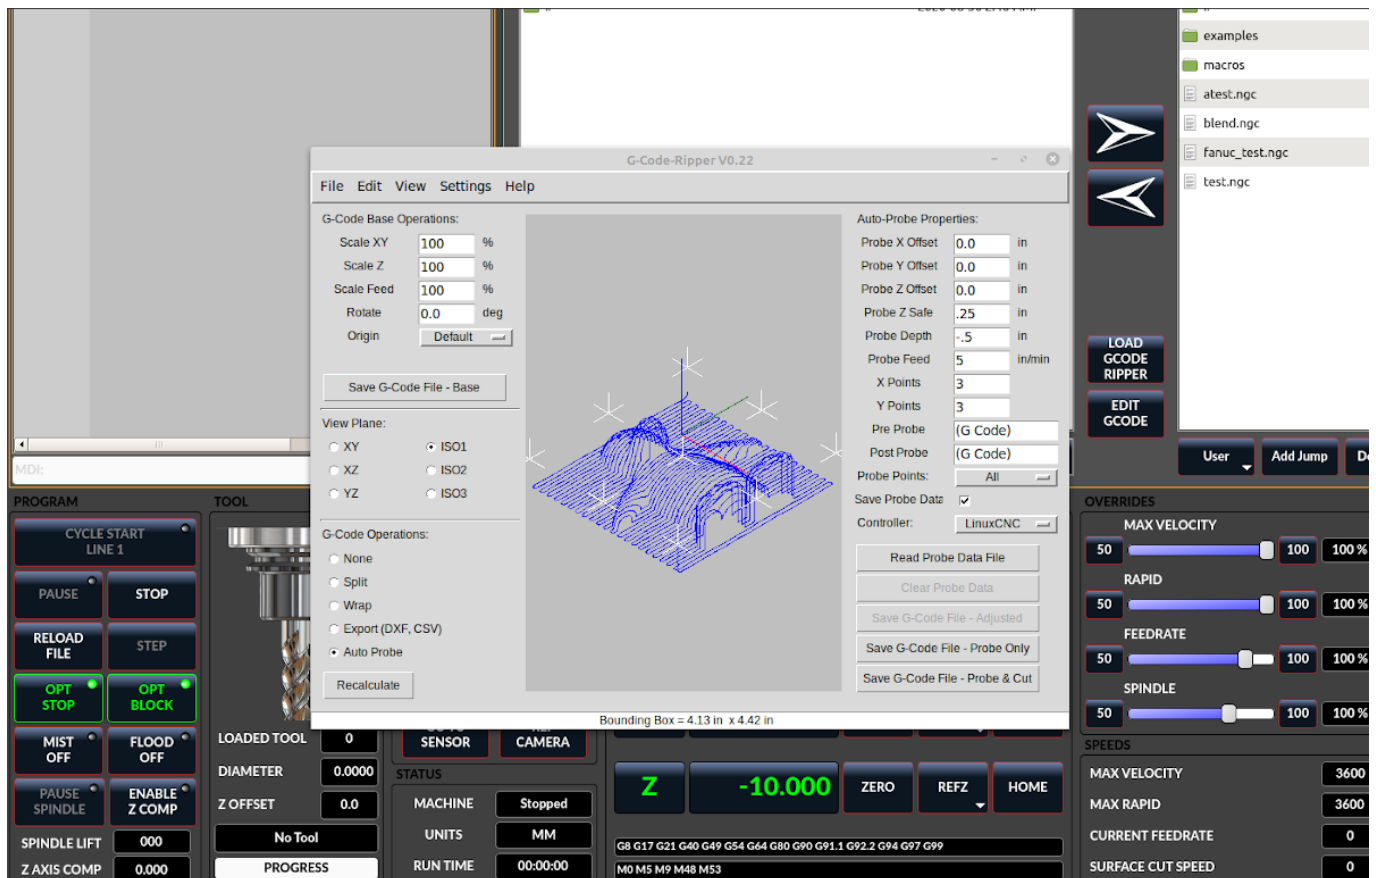 examples
macros
atest.ngc
blend.ngc
fanuc_test.ngc
test.ngc
G-Code-Ripper V0.22
File Edit View Settings Help
G-Code Base Operations:
Scale XY 100 %
Scale Z 100 %
Scale Feed 100 %
Rotate 0.0 deg
Origin Default
Save G-Code File - Base
View Plane:
XY ISO1
XZ ISO2
YZ ISO3
G-Code Operations:
None
Split
Wrap
Export (DXF, CSV)
Auto Probe
Recalculate
Auto-Probe Properties:
Probe X Offset 0.0 in
Probe Y Offset 0.0 in
Probe Z Offset 0.0 in
Probe Z Safe .25 in
Probe Depth -.5 in
Probe Feed 5 in/min
X Points 3
Y Points 3
Pre Probe (G Code)
Post Probe (G Code)
Probe Points: All
Save Probe Data
Controller: LinuxCNC
Read Probe Data File
Clear Probe Data
Save G-Code File - Adjusted
Save G-Code File - Probe Only
Save G-Code File - Probe & Cut
Bounding Box = 4.13 in x 4.42 in
LOAD
GCODE
RIPPER
EDIT
GCODE
User Add Jump
MDI:
PROGRAM
CYCLE START
LINE 1
PAUSE STOP
RELOAD
FILE
STEP
OPT
STOP
OPT
BLOCK
MIST
OFF
FLOOD
OFF
PAUSE
SPINDLE
ENABLE
Z COMP
SPINDLE LIFT 000
Z AXIS COMP 0.000
TOOL
LOADED TOOL 0
DIAMETER 0.0000
Z OFFSET 0.0
No Tool
PROGRESS
SENSOR
CAMERA
STATUS
MACHINE Stopped
UNITS MM
RUN TIME 00:00:00
Z -10.000 ZERO REFZ HOME
G8 G17 G21 G40 G49 G54 G64 G80 G90 G91.1 G92.2 G94 G97 G99
M0 M5 M9 M48 M53
OVERRIDES
MAX VELOCITY
50 100 100 %
RAPID
50 100 100 %
FEEDRATE
50 100 100 %
SPINDLE
50 100 100 %
SPEEDS
MAX VELOCITY 3600
MAX RAPID 3600
CURRENT FEEDRATE 0
SURFACE CUT SPEED 0